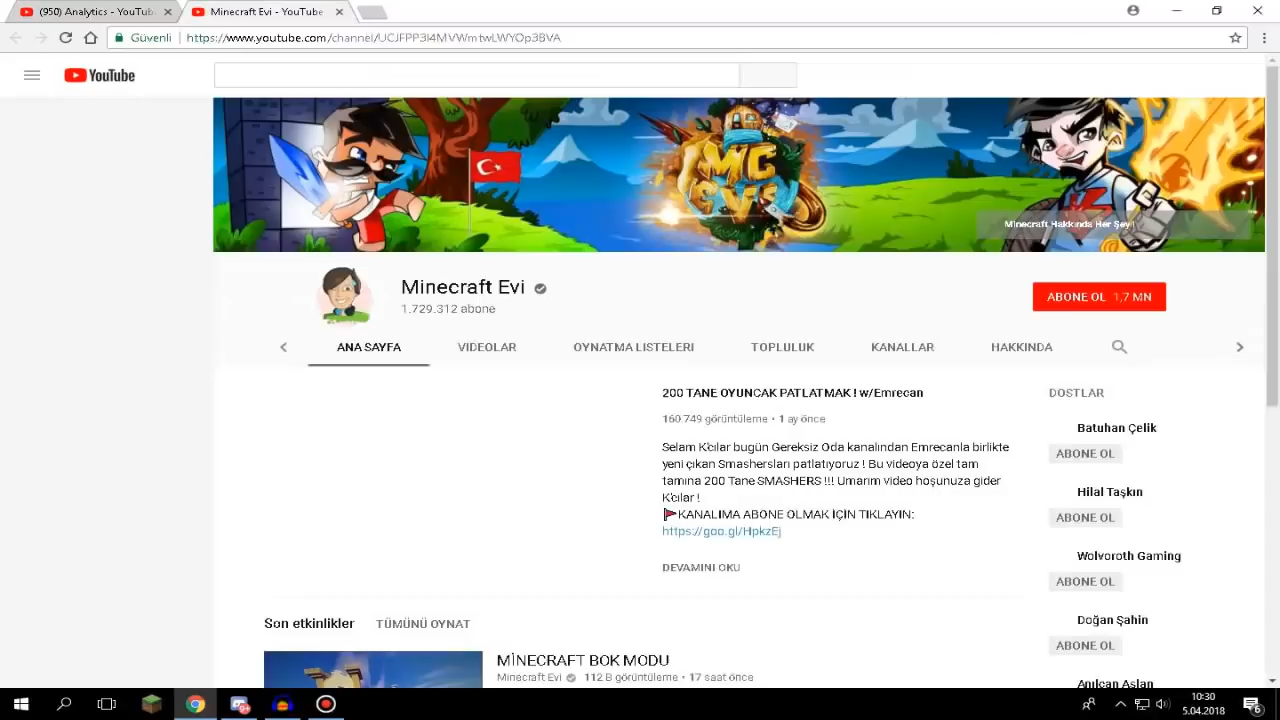 (950) Analytics - YouTub
Minecraft Evi - YouTube
Güvenli
https://www.youtube.com/channel/UCJFPP3I4MVWmtwLWYOp3BVA
YouTube
MC
EVİ
Minecraft Hakkında Her Şey !
Minecraft Evi
1.729.312 abone
ABONE OL 1,7 MN
ANA SAYFA
VIDEOLAR
OYNATMA LISTELERI
TOPLULUK
KANALLAR
HAKKINDA
200 TANE OYUNCAK PATLATMAK ! w/Emrecan
160.749 görüntüleme • 1 ay önce
Selam K'cılar bugün Gereksiz Oda kanalından Emrecanla birlikte
yeni çıkan Smashersları patlatıyoruz ! Bu videoya özel tam
tamına 200 Tane SMASHERS !!! Umarım video hoşunuza gider
K'cılar !
KANALIMA ABONE OLMAK İÇİN TIKLAYIN:
https://goo.gl/HpkzEj
DEVAMINI OKU
DOSTLAR
Batuhan Çelik
ABONE OL
Hilal Taşkın
ABONE OL
Wolvoroth Gaming
ABONE OL
Doğan Şahin
ABONE OL
Anılcan Aslan
Son etkinlikler
TÜMÜNÜ OYNAT
MİNECRAFT BOK MODU
Minecraft Evi
112 B görüntüleme • 17 saat önce
10:30
5.04.2018
6